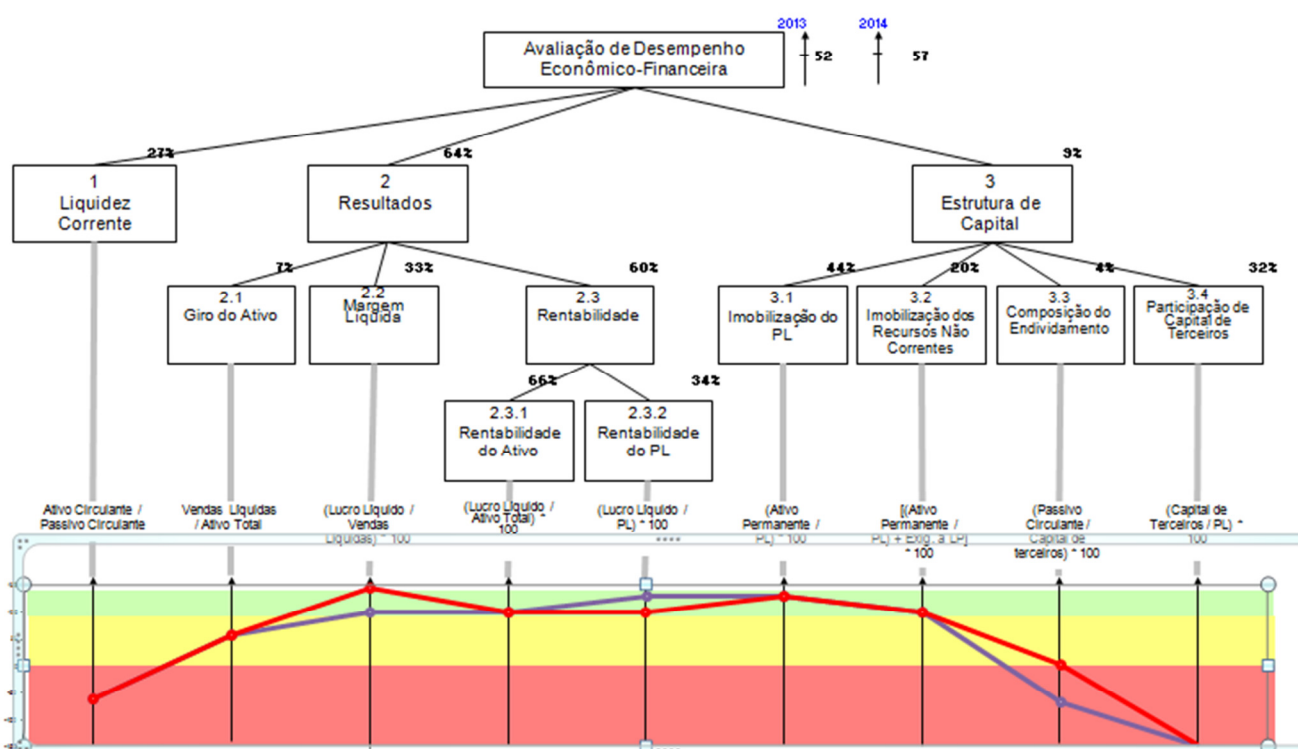 2013
2014
Avaliação de Desempenho
Econômico-Financeira
52
57
27%
64%
9%
1
Liquidez
Corrente
2
Resultados
3
Estrutura de
Capital
7%
33%
60%
44%
20%
4%
32%
2.1
Giro do Ativo
2.2
Margem
Líquida
2.3
Rentabilidade
3.1
Imobilização do
PL
3.2
Imobilização dos
Recursos Não
Correntes
3.3
Composição do
Endividamento
3.4
Participação de
Capital de
Terceiros
66%
34%
2.3.1
Rentabilidade
do Ativo
2.3.2
Rentabilidade
do PL
Ativo Circulante /
Passivo Circulante
Vendas Líquidas
/ Ativo Total
(Lucro Líquido /
Vendas
Líquidas) * 100
(Lucro Líquido /
Ativo Total) *
100
(Lucro Líquido /
PL) * 100
(Ativo
Permanente /
PL) * 100
[(Ativo
Permanente /
PL) + Exig. a LP]
* 100
(Passivo
Circulante /
Capital de
terceiros) * 100
(Capital de
Terceiros / PL) *
100